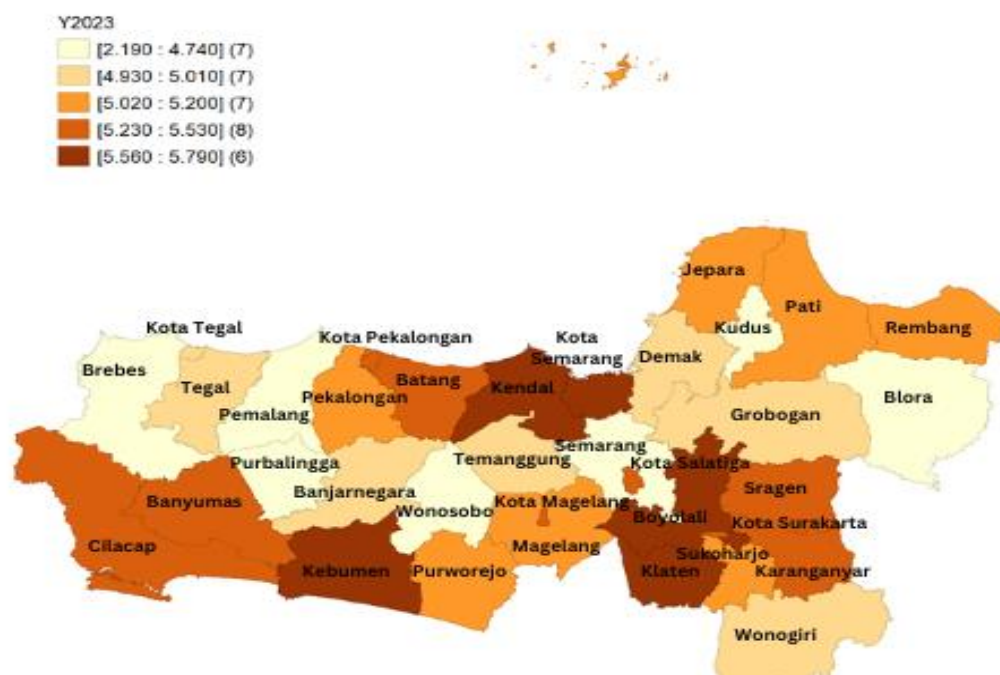 Y2023
[2.190 : 4.740] (7)
[4.930 : 5.010] (7)
[5.020 : 5.200] (7)
[5.230 : 5.530] (8)
[5.560 : 5.790] (6)
Jepara
Pati
Kudus
Rembang
Kota Tegal
Kota Pekalongan
Kota
Semarang
Demak
Brebes
Tegal
Pemalang
Pekalongan
Batang
Kendal
Grobogan
Blora
Purbalingga
Banjarnegara
Temanggung
Semarang
Kota Salatiga
Banyumas
Wonosobo
Kota Magelang
Sragen
Cilacap
Kebumen
Purworejo
Magelang
Boyolali
Kota Surakarta
Sukoharjo
Klaten
Karanganyar
Wonogiri